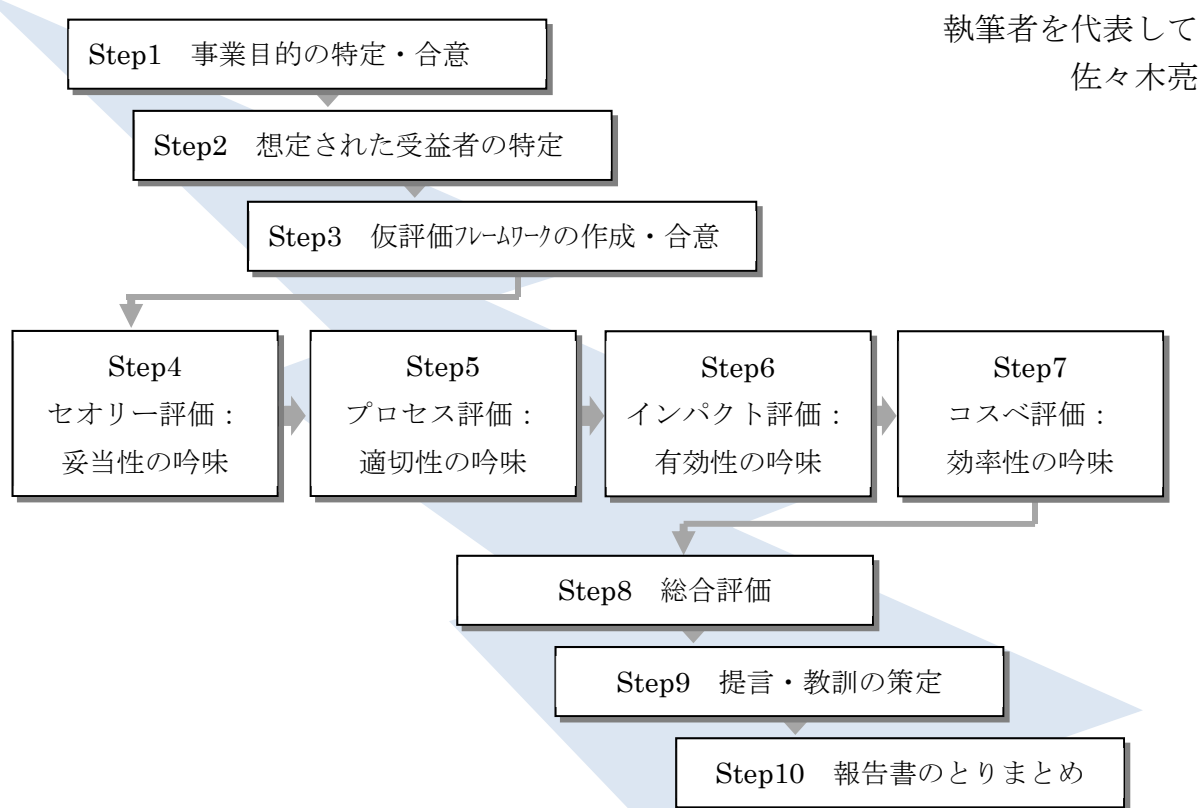 執筆者を代表して
佐々木亮
Step1　事業目的の特定・合意
Step2　想定された受益者の特定
Step3　仮評価ﾌﾚｰﾑﾜｰｸの作成・合意
Step4
セオリー評価：
妥当性の吟味
Step5
プロセス評価：
適切性の吟味
Step6
インパクト評価：
有効性の吟味
Step7
コスベ評価：
効率性の吟味
Step8　総合評価
Step9　提言・教訓の策定
Step10　報告書のとりまとめ